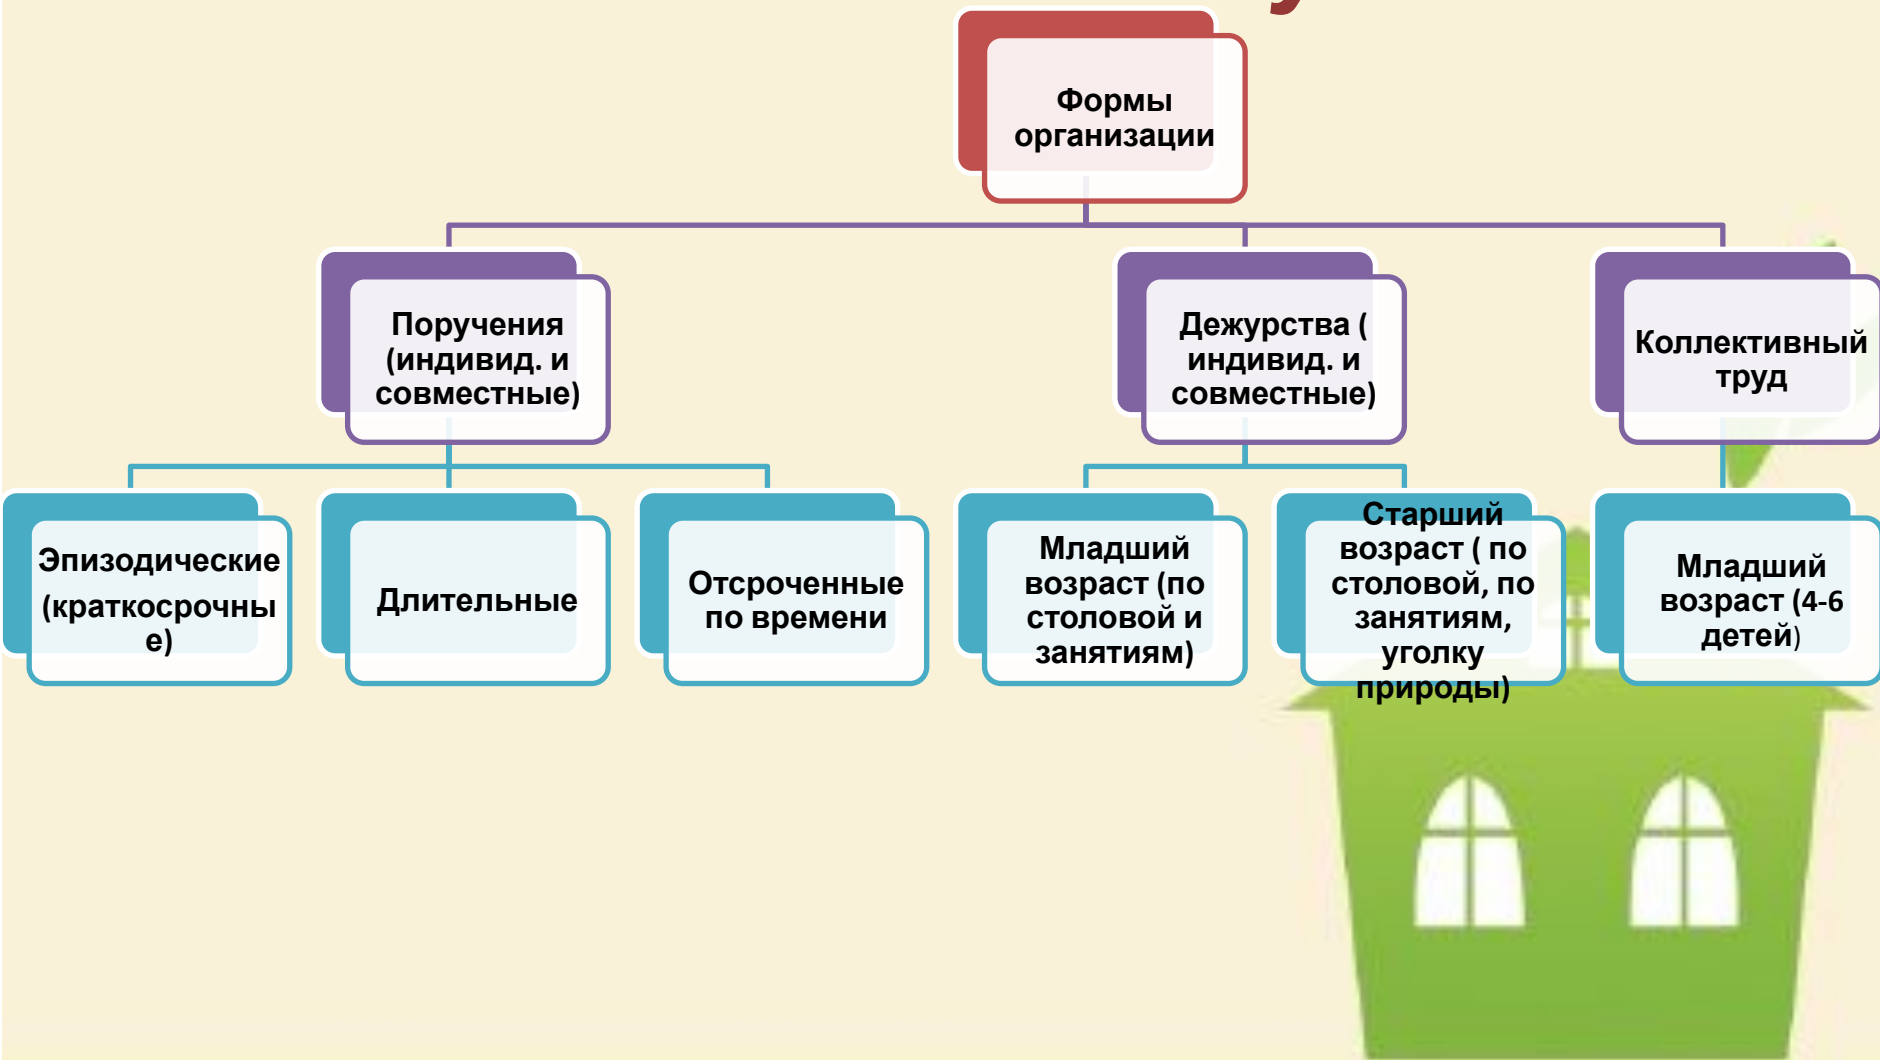 Формы
организации
Поручения
(индивид. и
совместные)
Дежурства (
индивид. и
совместные)
Коллективный
труд
Эпизодические
(краткосрочны
е)
Длительные
Отсроченные
по времени
Младший
возраст (по
столовой и
занятиям)
Старший
возраст ( по
столовой, по
занятиям,
уголку
природы)
Младший
возраст (4-6
детей)